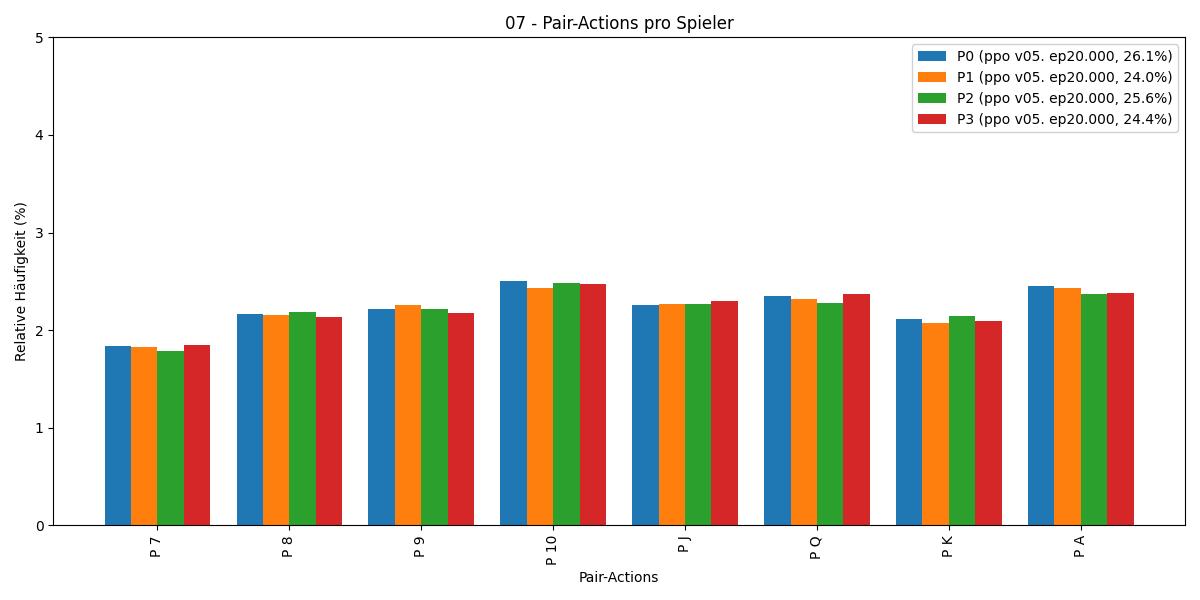 07 - Pair-Actions pro Spieler
P0 (ppo v05. ep20.000, 26.1%)
P1 (ppo v05. ep20.000, 24.0%)
P2 (ppo v05. ep20.000, 25.6%)
P3 (ppo v05. ep20.000, 24.4%)
Relative Häufigkeit (%)
5
4
3
2
1
0
P 7
P 8
P 9
P 10
P J
P Q
P K
P A
Pair-Actions